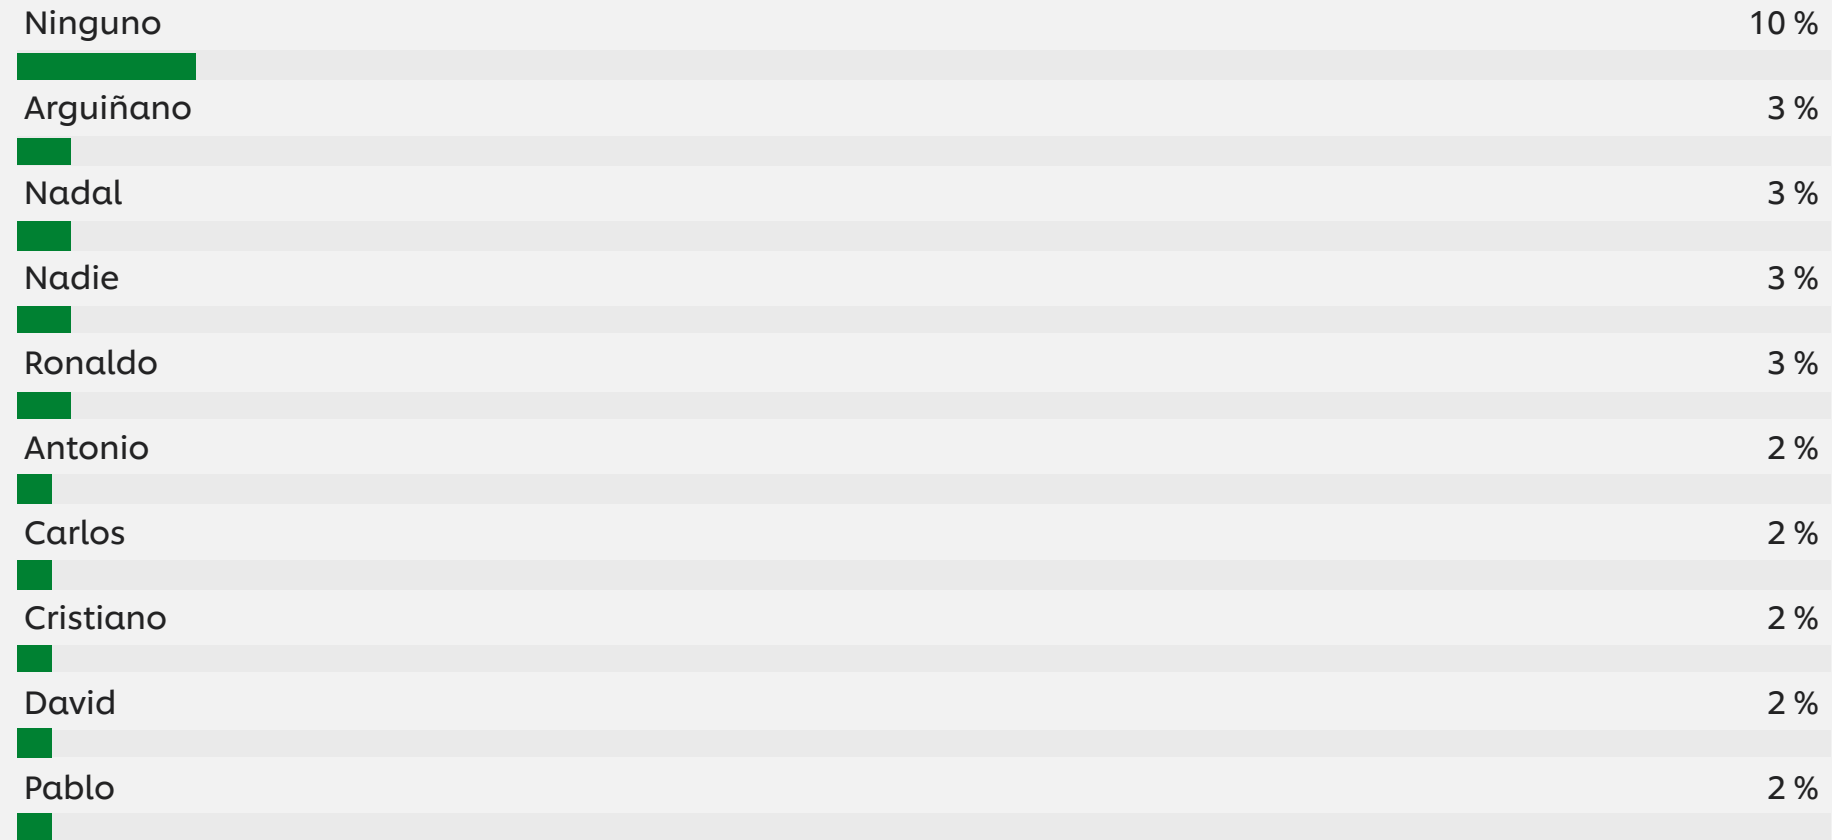 Ninguno 10 %
Arguiñano 3 %
Nadal 3 %
Nadie 3 %
Ronaldo 3 %
Antonio 2 %
Carlos 2 %
Cristiano 2 %
David 2 %
Pablo 2 %